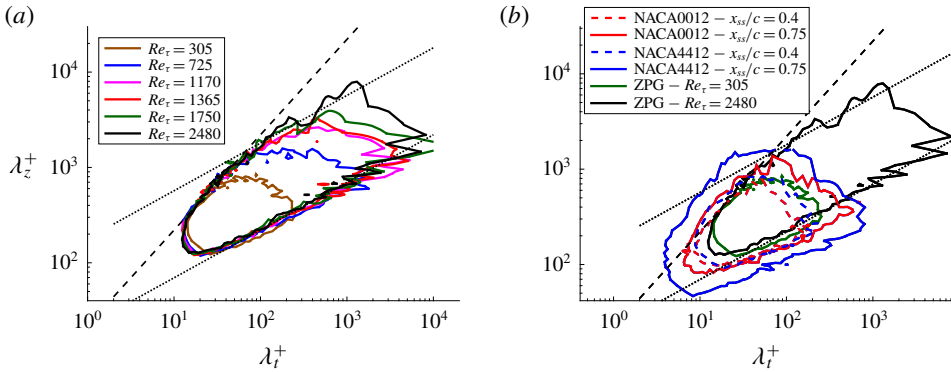 (a)
Re_τ = 305
Re_τ = 725
Re_τ = 1170
Re_τ = 1365
Re_τ = 1750
Re_τ = 2480
10^4
10^3
10^2
λ_z^+
10^0 10^1 10^2 10^3 10^4
λ_t^+
(b)
NACA0012 – x_ss/c = 0.4
NACA0012 – x_ss/c = 0.75
NACA4412 – x_ss/c = 0.4
NACA4412 – x_ss/c = 0.75
ZPG – Re_τ = 305
ZPG – Re_τ = 2480
10^4
10^3
10^2
10^0 10^1 10^2 10^3
λ_t^+